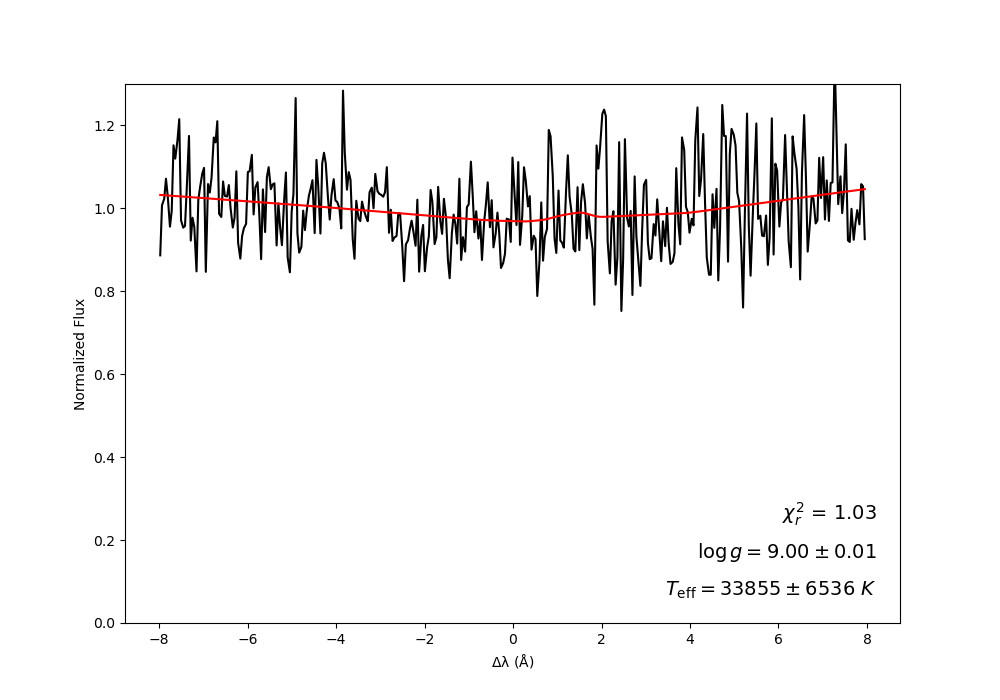 1.2
1.0
0.8
0.6
0.4
0.2
0.0
Normalized Flux
χ²ᵣ = 1.03
log g = 9.00 ± 0.01
T_eff = 33855 ± 6536 K
−8 −6 −4 −2 0 2 4 6 8
Δλ (Å)